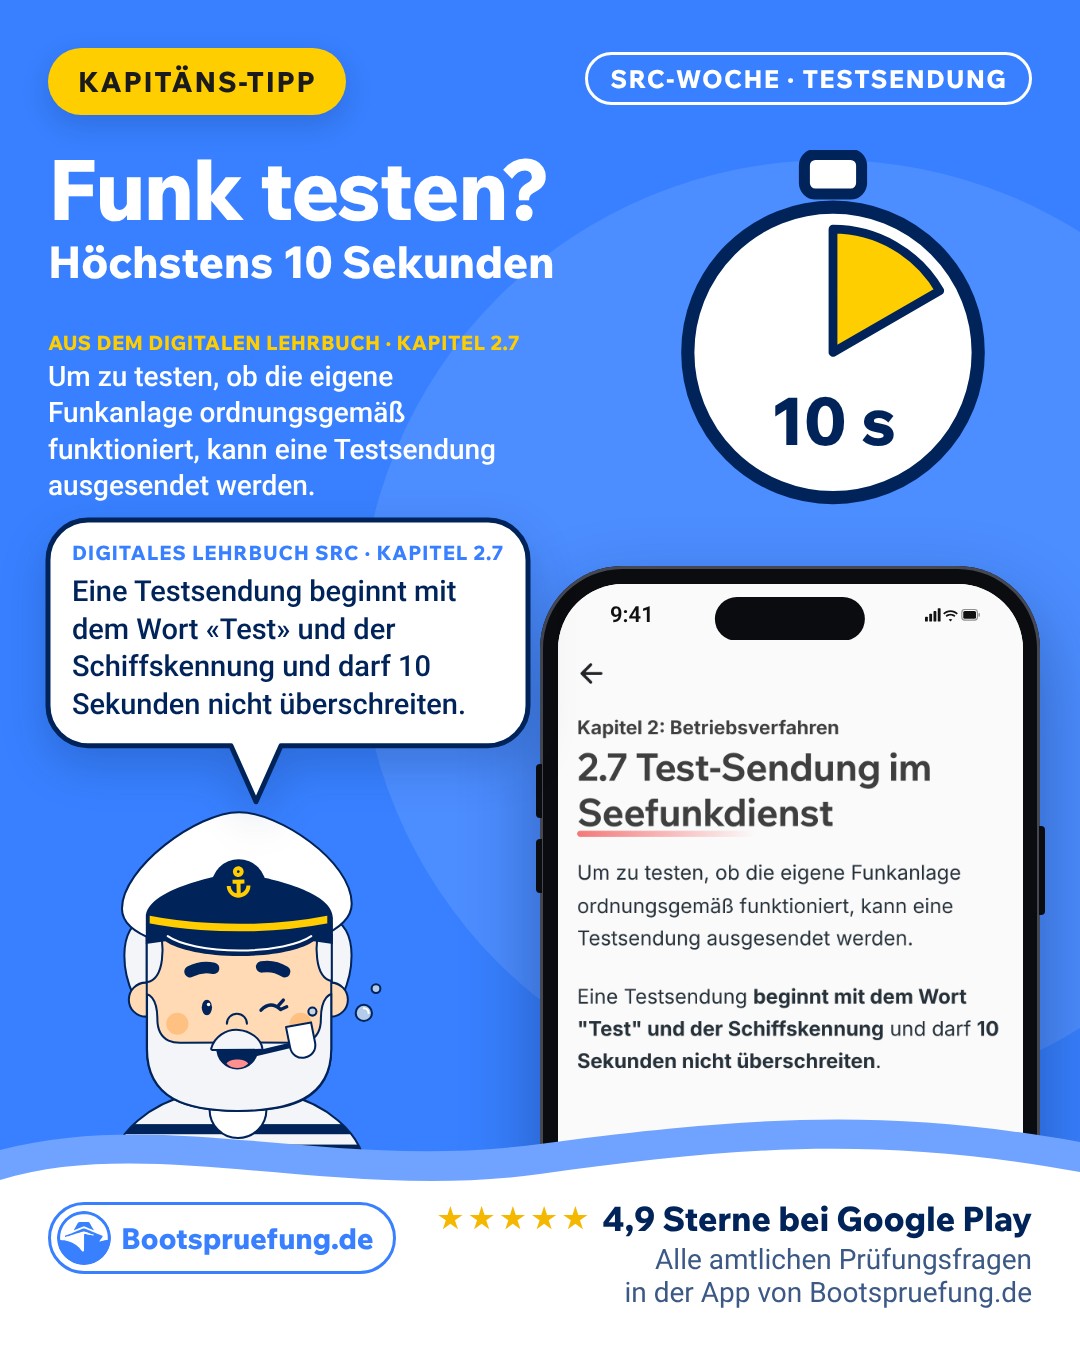 KAPITÄNS-TIPP
SRC-WOCHE · TESTSENDUNG
Funk testen?
Höchstens 10 Sekunden
AUS DEM DIGITALEN LEHRBUCH · KAPITEL 2.7
Um zu testen, ob die eigene
Funkanlage ordnungsgemäß
funktioniert, kann eine Testsendung
ausgesendet werden.
10 s
DIGITALES LEHRBUCH SRC · KAPITEL 2.7
Eine Testsendung beginnt mit
dem Wort «Test» und der
Schiffskennung und darf 10
Sekunden nicht überschreiten.
9:41
Kapitel 2: Betriebsverfahren
2.7 Test-Sendung im
Seefunkdienst
Um zu testen, ob die eigene Funkanlage
ordnungsgemäß funktioniert, kann eine
Testsendung ausgesendet werden.
Eine Testsendung beginnt mit dem Wort
"Test" und der Schiffskennung und darf 10
Sekunden nicht überschreiten.
Bootspruefung.de
★★★★★ 4,9 Sterne bei Google Play
Alle amtlichen Prüfungsfragen
in der App von Bootspruefung.de